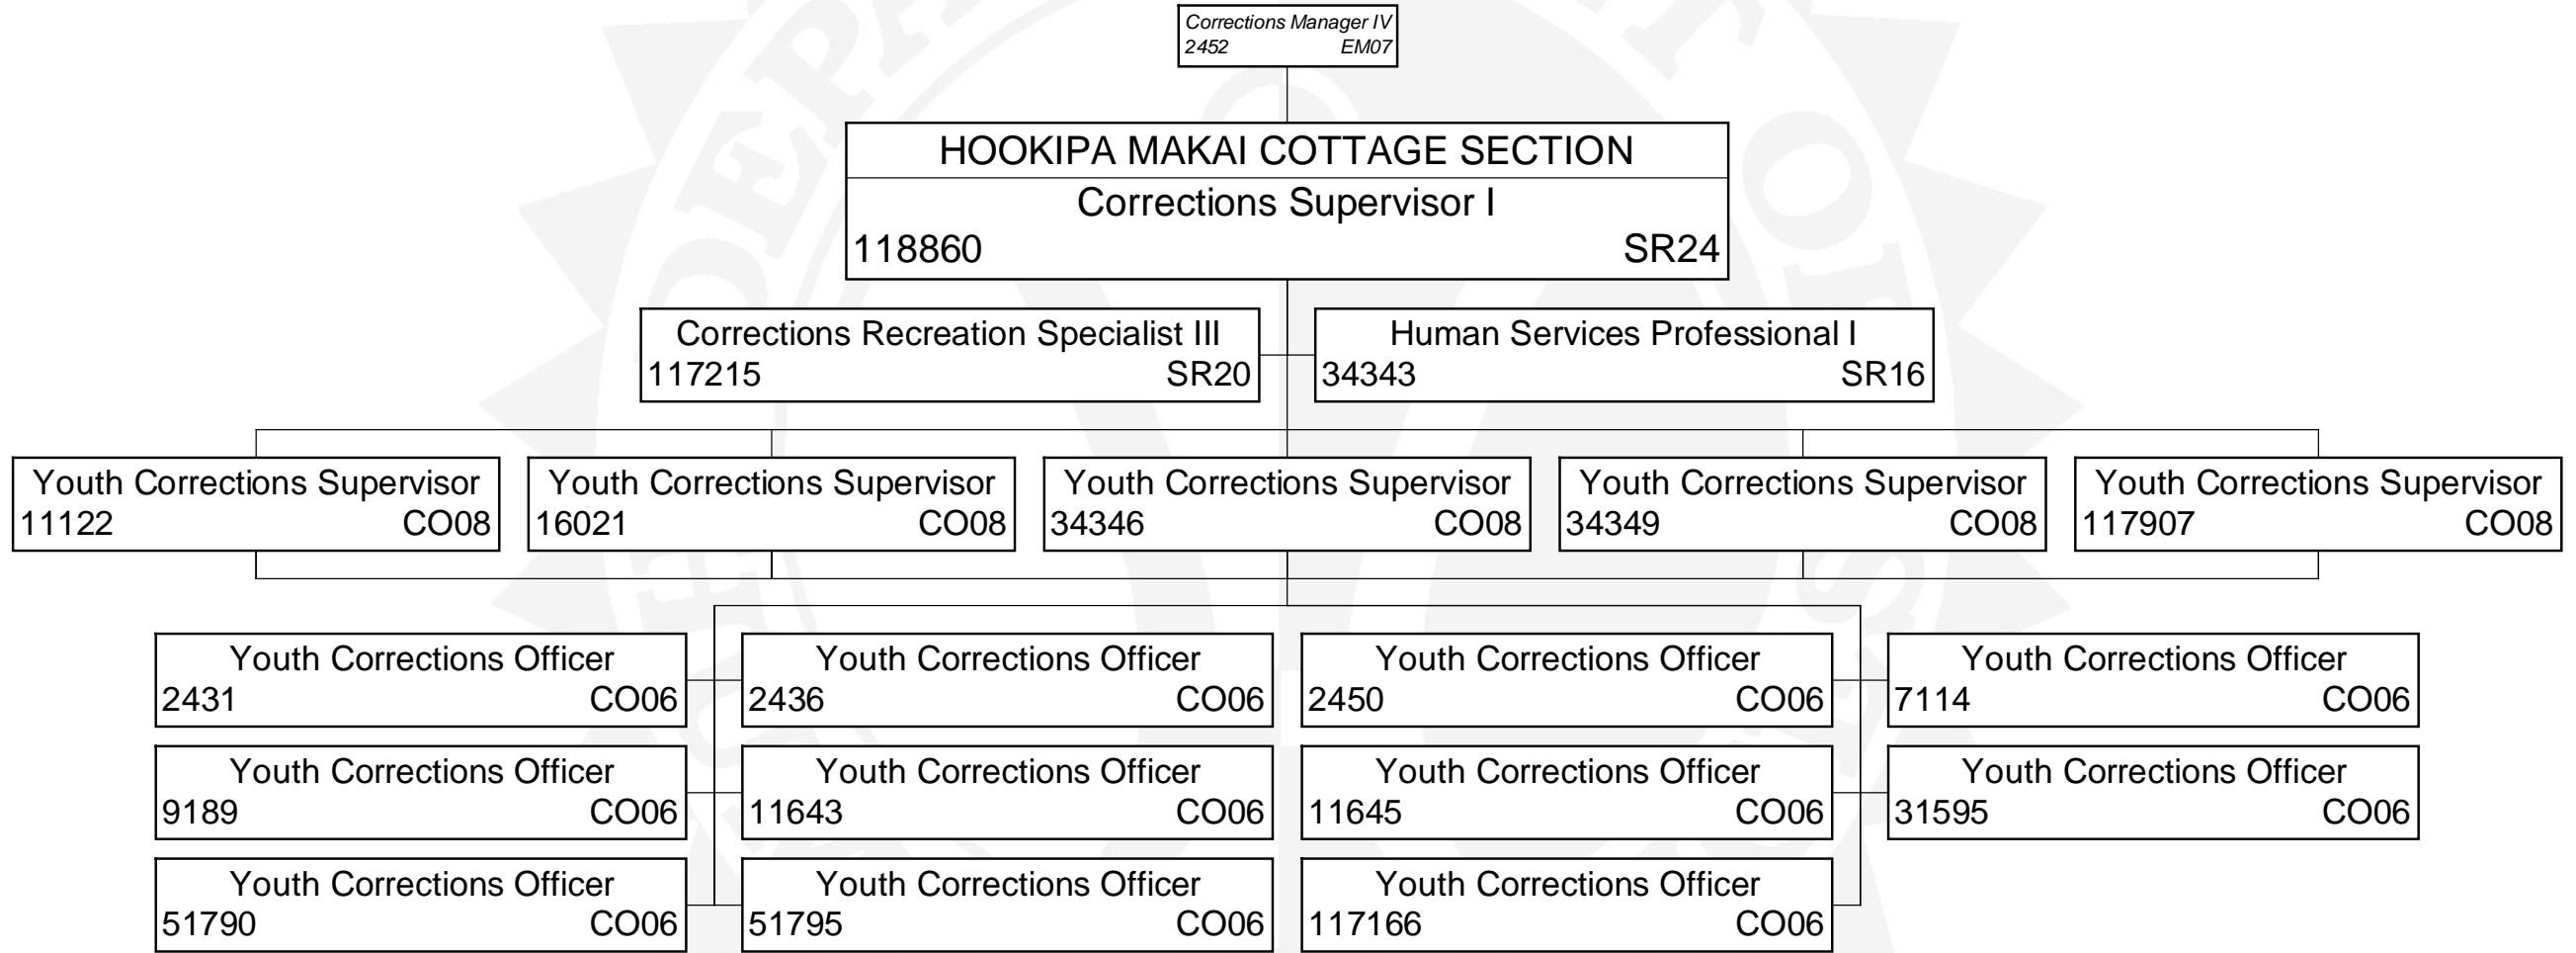 Corrections Manager IV
2452 EM07
HOOKIPA MAKAI COTTAGE SECTION
Corrections Supervisor I
118860 SR24
Corrections Recreation Specialist III
117215 SR20
Human Services Professional I
34343 SR16
Youth Corrections Supervisor
11122 CO08
Youth Corrections Supervisor
16021 CO08
Youth Corrections Supervisor
34346 CO08
Youth Corrections Supervisor
34349 CO08
Youth Corrections Supervisor
117907 CO08
Youth Corrections Officer
2431 CO06
Youth Corrections Officer
2436 CO06
Youth Corrections Officer
2450 CO06
Youth Corrections Officer
7114 CO06
Youth Corrections Officer
9189 CO06
Youth Corrections Officer
11643 CO06
Youth Corrections Officer
11645 CO06
Youth Corrections Officer
31595 CO06
Youth Corrections Officer
51790 CO06
Youth Corrections Officer
51795 CO06
Youth Corrections Officer
117166 CO06